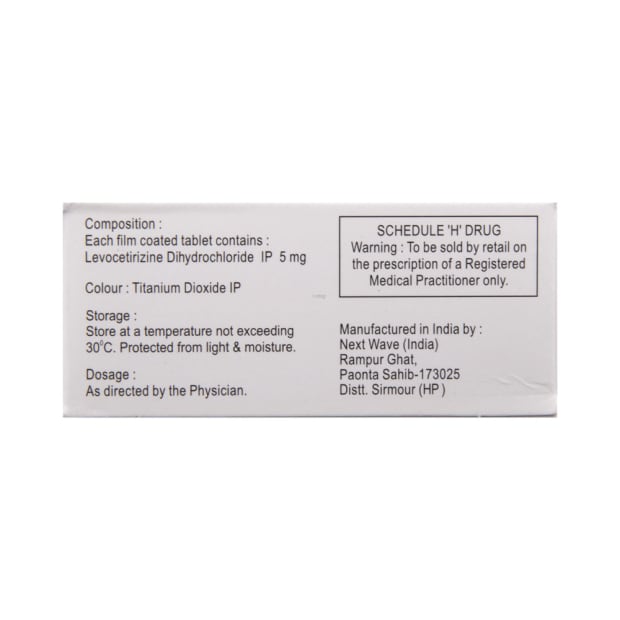 Composition :
Each film coated tablet contains :
Levocetirizine Dihydrochloride IP 5 mg
Colour : Titanium Dioxide IP
Storage :
Store at a temperature not exceeding
30⁰C. Protected from light & moisture.
Dosage :
As directed by the Physician.
SCHEDULE 'H' DRUG
Warning : To be sold by retail on
the prescription of a Registered
Medical Practitioner only.
Manufactured in India by :
Next Wave (India)
Rampur Ghat,
Paonta Sahib-173025
Distt. Sirmour (HP)